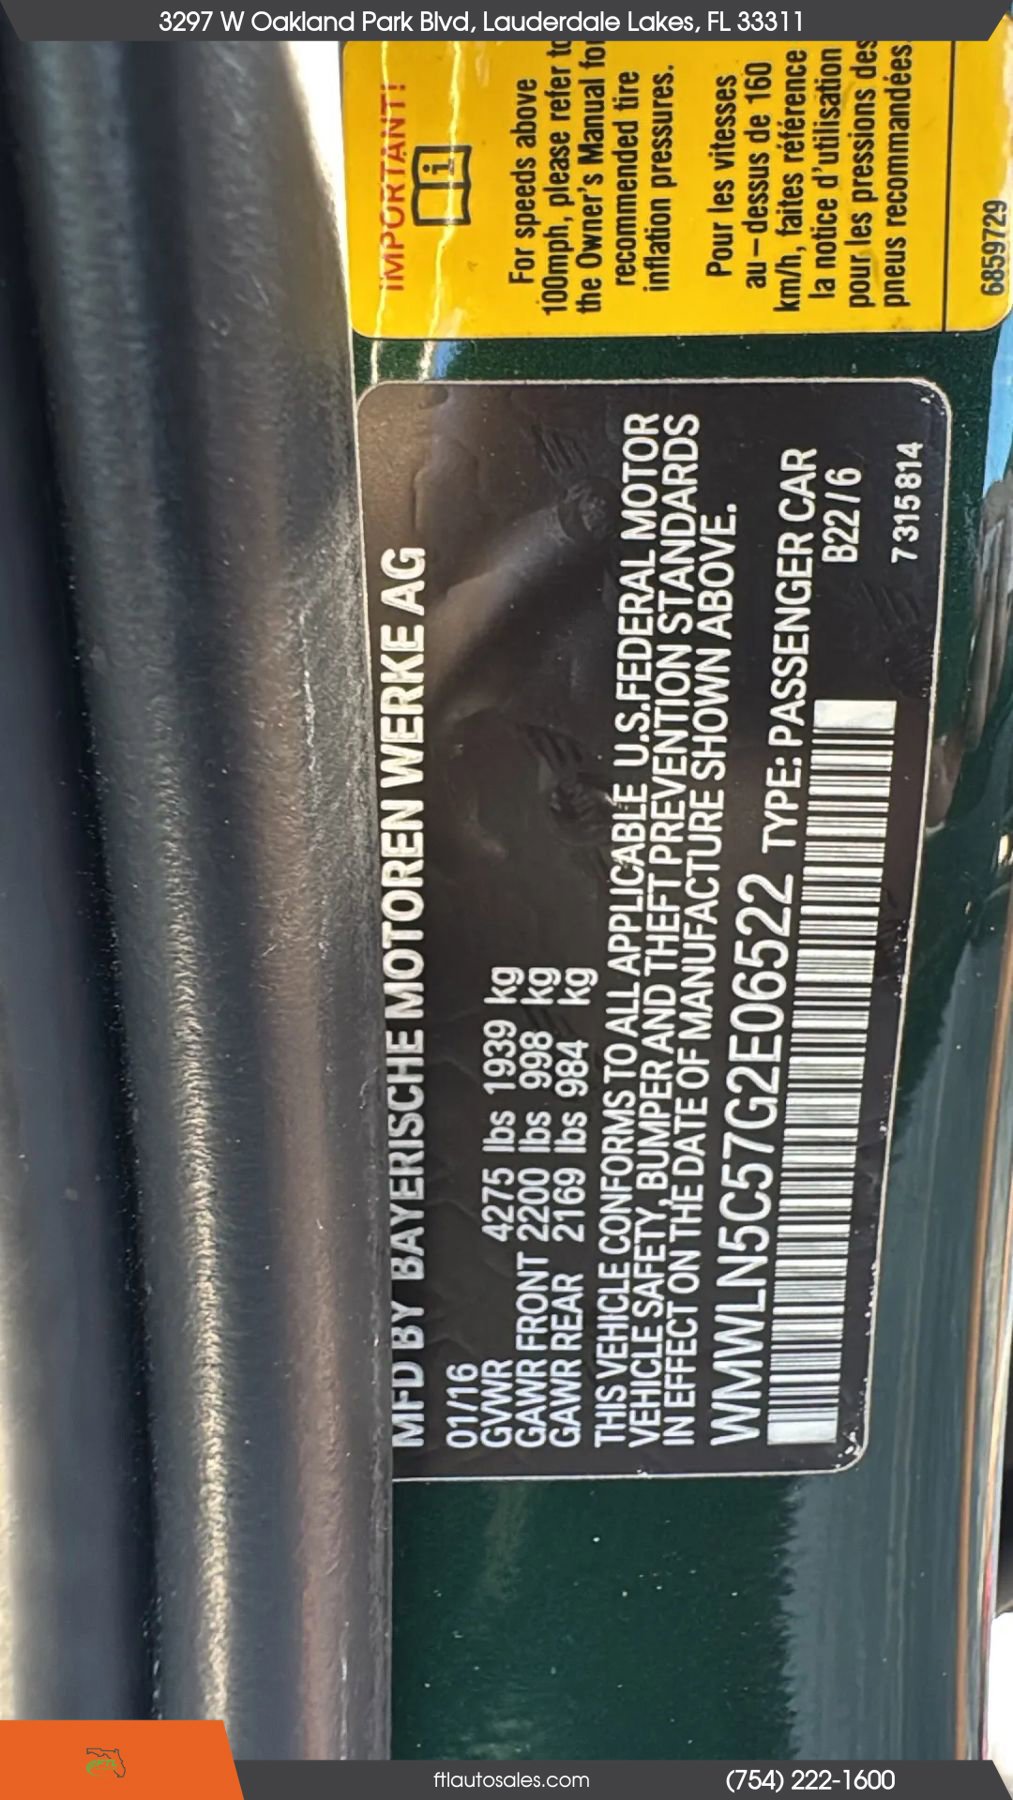 3297 W Oakland Park Blvd, Lauderdale Lakes, FL 33311
IMPORTANT!
i
For speeds above
100mph, please refer to
the Owner's Manual for
recommended tire
inflation pressures.
Pour les vitesses
au-dessus de 160
km/h, faites référence
la notice d'utilisation
pour les pressions des
pneus recommandées.
6859729
MFD BY BAYERISCHE MOTOREN WERKE AG
01/16
GVWR 4275 lbs 1939 kg
GAWR FRONT 2200 lbs 998 kg
GAWR REAR 2169 lbs 984 kg
THIS VEHICLE CONFORMS TO ALL APPLICABLE U.S.FEDERAL MOTOR
VEHICLE SAFETY, BUMPER AND THEFT PREVENTION STANDARDS
IN EFFECT ON THE DATE OF MANUFACTURE SHOWN ABOVE.
WMWLN5C57G2E06522 TYPE: PASSENGER CAR
B22/6
7 315 814
ftlautosales.com
(754) 222-1600